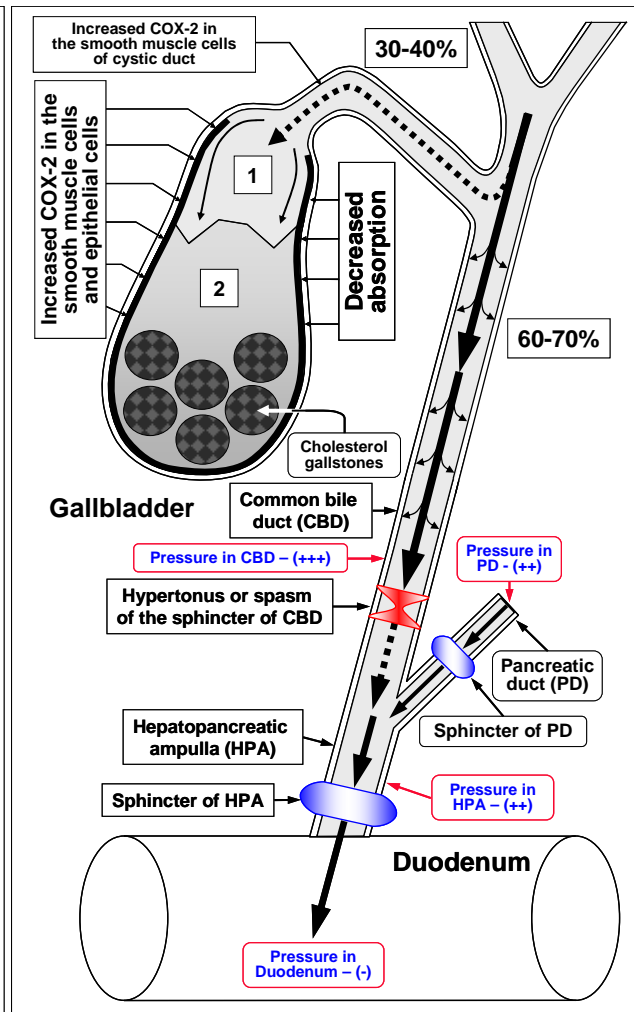 Increased COX-2 in
the smooth muscle cells
of cystic duct
30-40%
Increased COX-2 in the
smooth muscle cells
and epithelial cells
1
2
Decreased
absorption
60-70%
Cholesterol
gallstones
Gallbladder
Common bile
duct (CBD)
Pressure in CBD – (+++)
Pressure in
PD - (++)
Hypertonus or spasm
of the sphincter of CBD
Pancreatic
duct (PD)
Sphincter of PD
Hepatopancreatic
ampulla (HPA)
Sphincter of HPA
Pressure in
HPA – (++)
Duodenum
Pressure in
Duodenum – (-)